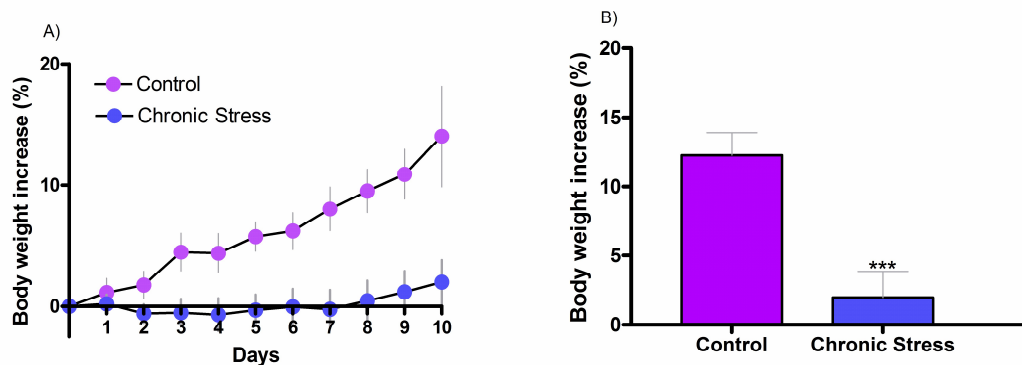 A)
Body weight increase (%)
20
10
0
Control
Chronic Stress
1 2 3 4 5 6 7 8 9 10
Days
B)
Body weight increase (%)
20
15
10
5
0
***
Control Chronic Stress